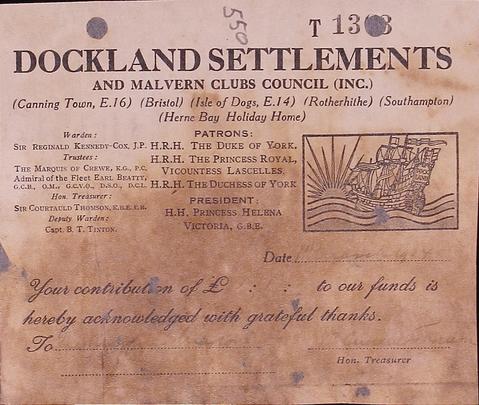 550
T 13
DOCKLAND SETTLEMENTS
AND MALVERN CLUBS COUNCIL (INC.)
(Canning Town, E.16) (Bristol) (Isle of Dogs, E.14) (Rotherhithe) (Southampton)
(Herne Bay Holiday Home)
Warden:
SIR REGINALD KENNEDY-COX, J.P.
Trustees:
THE MARQUIS OF CREWE, K.G., P.C.
Admiral of the Fleet EARL BEATTY,
G.C.B., O.M., G.C.V.O., D.S.O., D.C.L.
Hon. Treasurer:
SIR COURTAULD THOMSON, K.B.E., C.B.
Deputy Warden:
Capt. B. T. TINTON.
PATRONS:
H.R.H. THE DUKE OF YORK.
H.R.H. THE PRINCESS ROYAL,
VICOUNTESS LASCELLES.
H.R.H. THE DUCHESS OF YORK
PRESIDENT:
H.H. PRINCESS HELENA
VICTORIA, G.B.E.
Date
Your contribution of £ : : to our funds is
hereby acknowledged with grateful thanks.
To
Hon. Treasurer